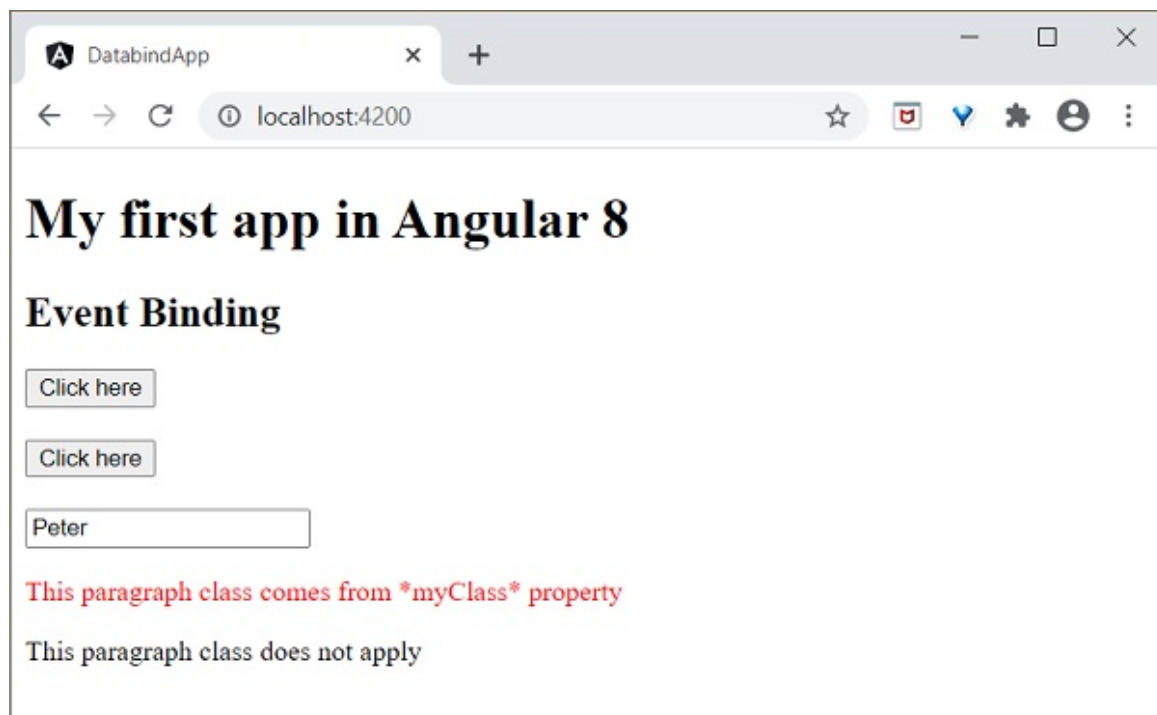 DatabindApp
localhost:4200
My first app in Angular 8
Event Binding
Click here
Click here
Peter
This paragraph class comes from *myClass* property
This paragraph class does not apply